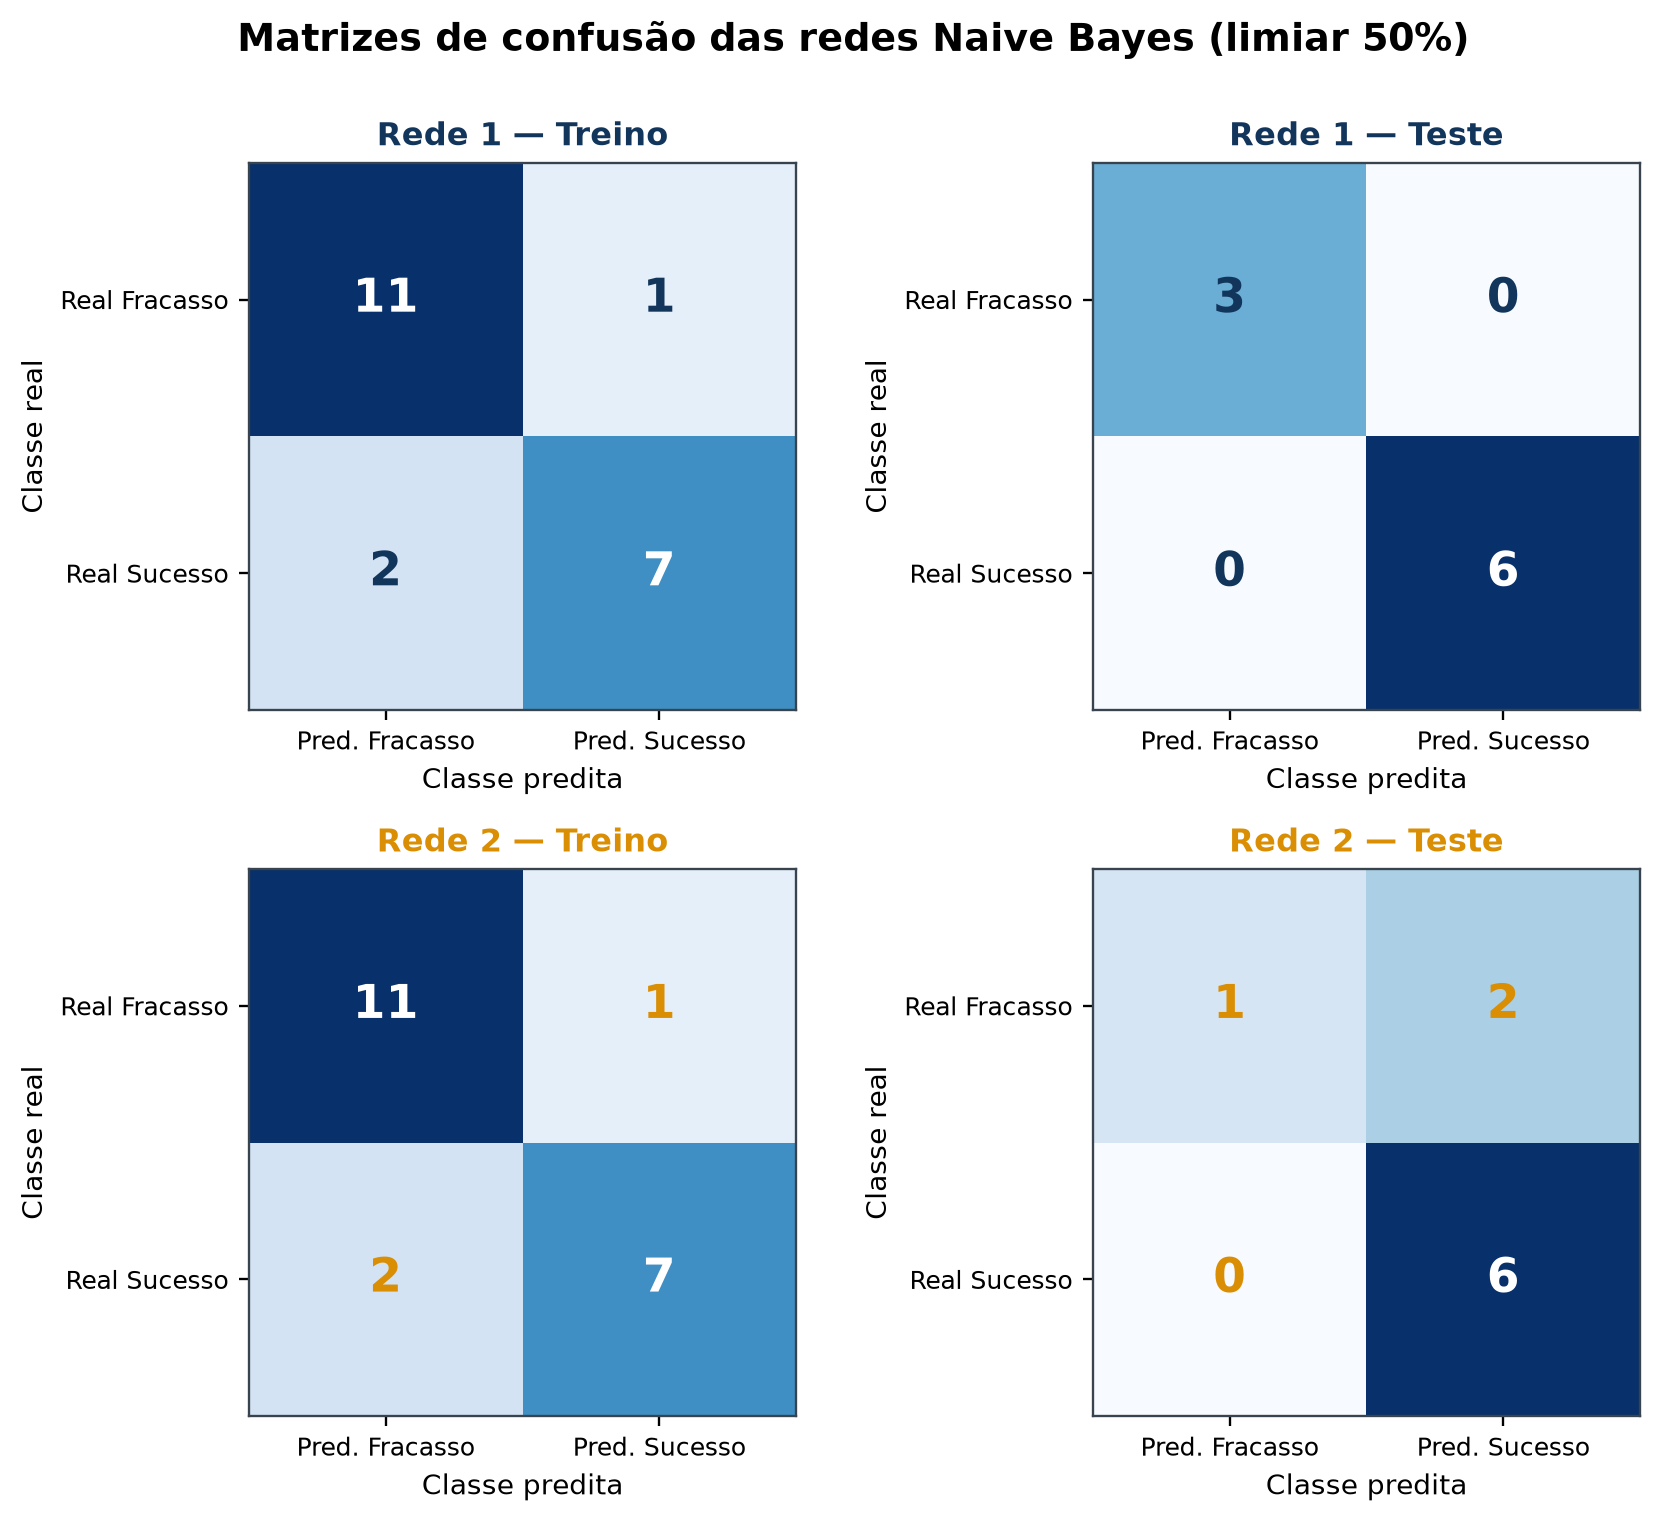 Matrizes de confusão das redes Naive Bayes (limiar 50%)
Rede 1 — Treino
Classe real
Real Fracasso
11
1
Real Sucesso
2
7
Pred. Fracasso
Pred. Sucesso
Classe predita
Rede 1 — Teste
Classe real
Real Fracasso
3
0
Real Sucesso
0
6
Pred. Fracasso
Pred. Sucesso
Classe predita
Rede 2 — Treino
Classe real
Real Fracasso
11
1
Real Sucesso
2
7
Pred. Fracasso
Pred. Sucesso
Classe predita
Rede 2 — Teste
Classe real
Real Fracasso
1
2
Real Sucesso
0
6
Pred. Fracasso
Pred. Sucesso
Classe predita